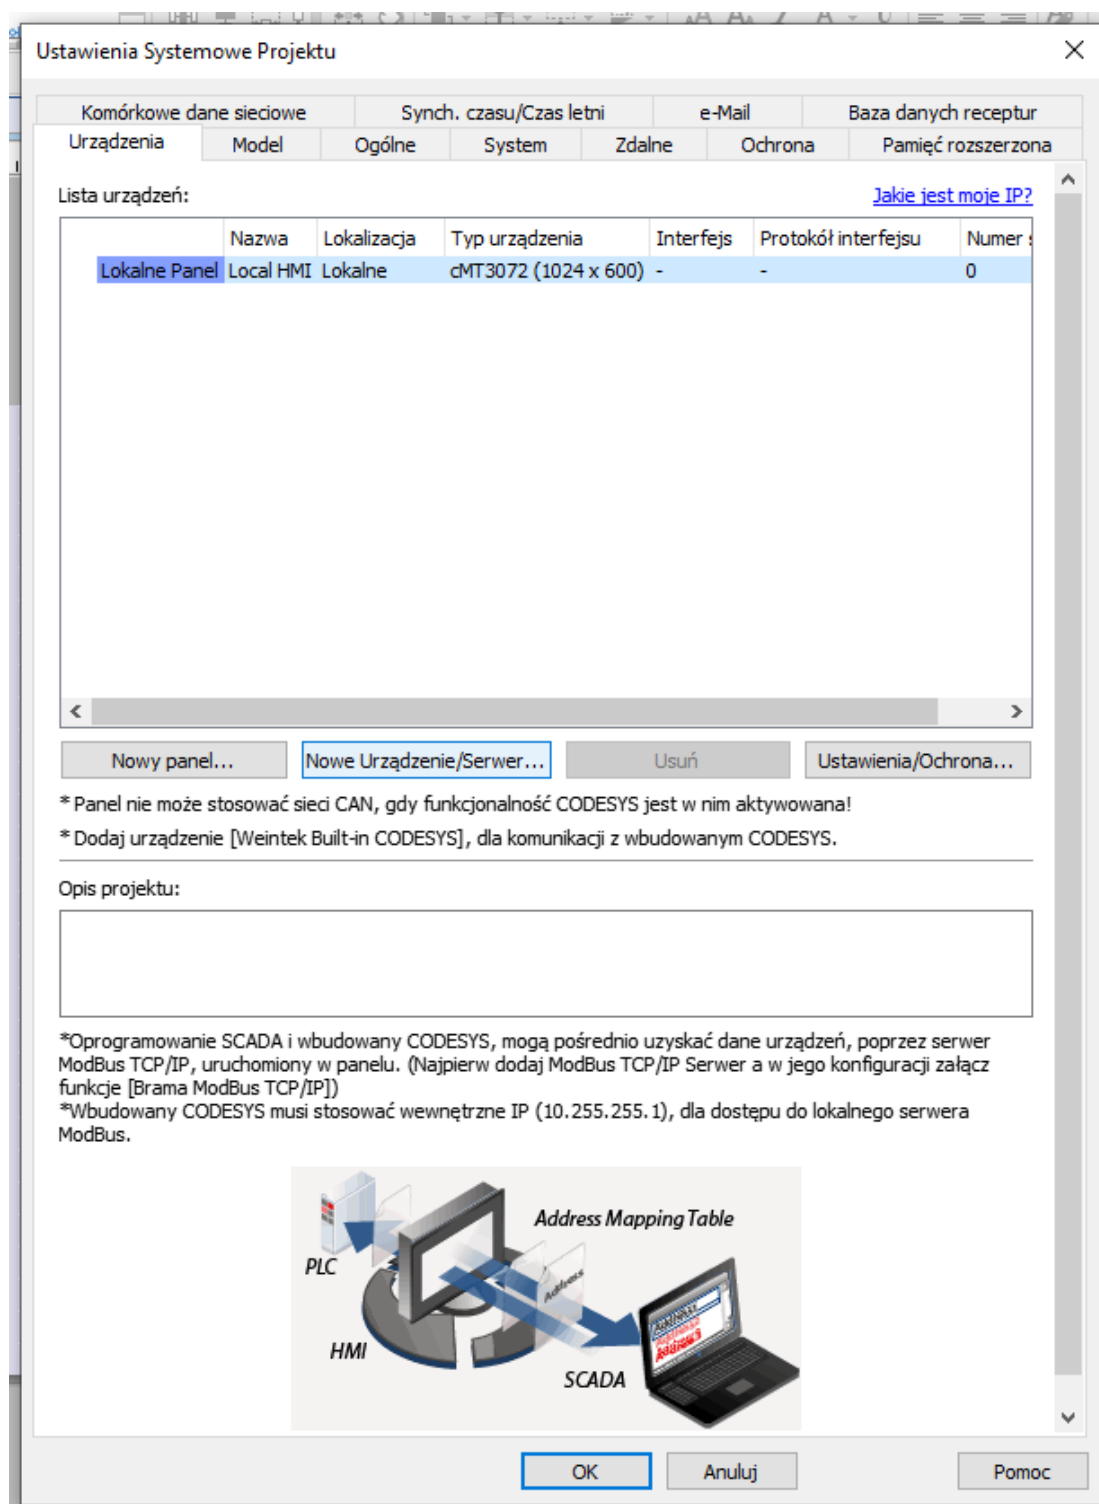 Ustawienia Systemowe Projektu
Komórkowe dane sieciowe Synch. czasu/Czas letni e-Mail Baza danych receptur
Urządzenia Model Ogólne System Zdalne Ochrona Pamięć rozszerzona
Lista urządzeń: Jakie jest moje IP?
Nazwa Lokalizacja Typ urządzenia Interfejs Protokół interfejsu Numer
Lokalne Panel Local HMI Lokalne cMT3072 (1024 x 600) - - 0
Nowy panel... Nowe Urządzenie/Serwer... Usuń Ustawienia/Ochrona...
* Panel nie może stosować sieci CAN, gdy funkcjonalność CODESYS jest w nim aktywowana!
* Dodaj urządzenie [Weintek Built-in CODESYS], dla komunikacji z wbudowanym CODESYS.
Opis projektu:
*Oprogramowanie SCADA i wbudowany CODESYS, mogą pośrednio uzyskać dane urządzeń, poprzez serwer
ModBus TCP/IP, uruchomiony w panelu. (Najpierw dodaj ModBus TCP/IP Serwer a w jego konfiguracji załącz
funkcje [Brama ModBus TCP/IP])
*Wbudowany CODESYS musi stosować wewnętrzne IP (10.255.255.1), dla dostępu do lokalnego serwera
ModBus.
Address Mapping Table
PLC
Address
HMI
SCADA
OK Anuluj Pomoc